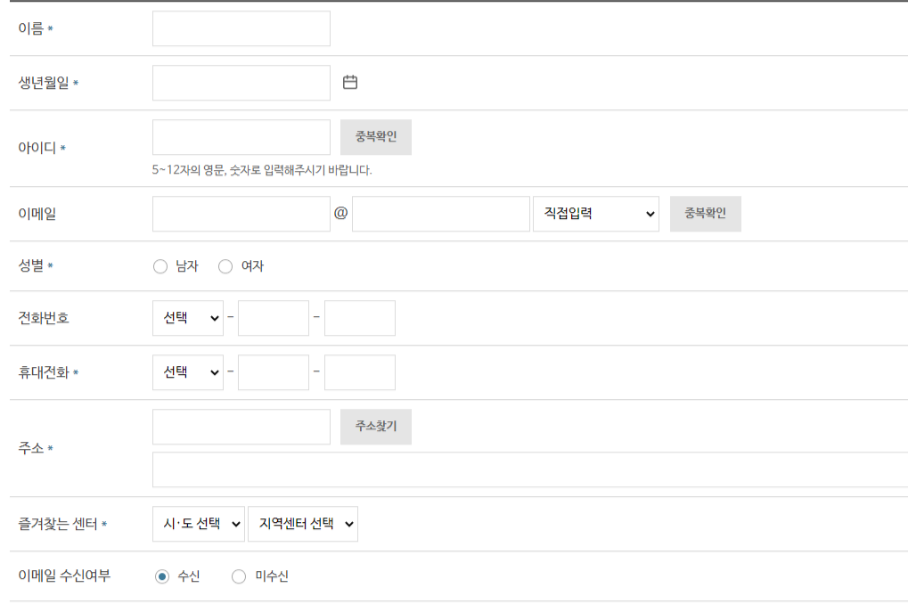 이름 *
생년월일 *
아이디 * 중복확인
5~12자의 영문, 숫자로 입력해주시기 바랍니다.
이메일 @ 직접입력 중복확인
성별 * 남자 여자
전화번호 선택 - -
휴대전화 * 선택 - -
주소 * 주소찾기
즐겨찾는 센터 * 시·도 선택 지역센터 선택
이메일 수신여부 수신 미수신